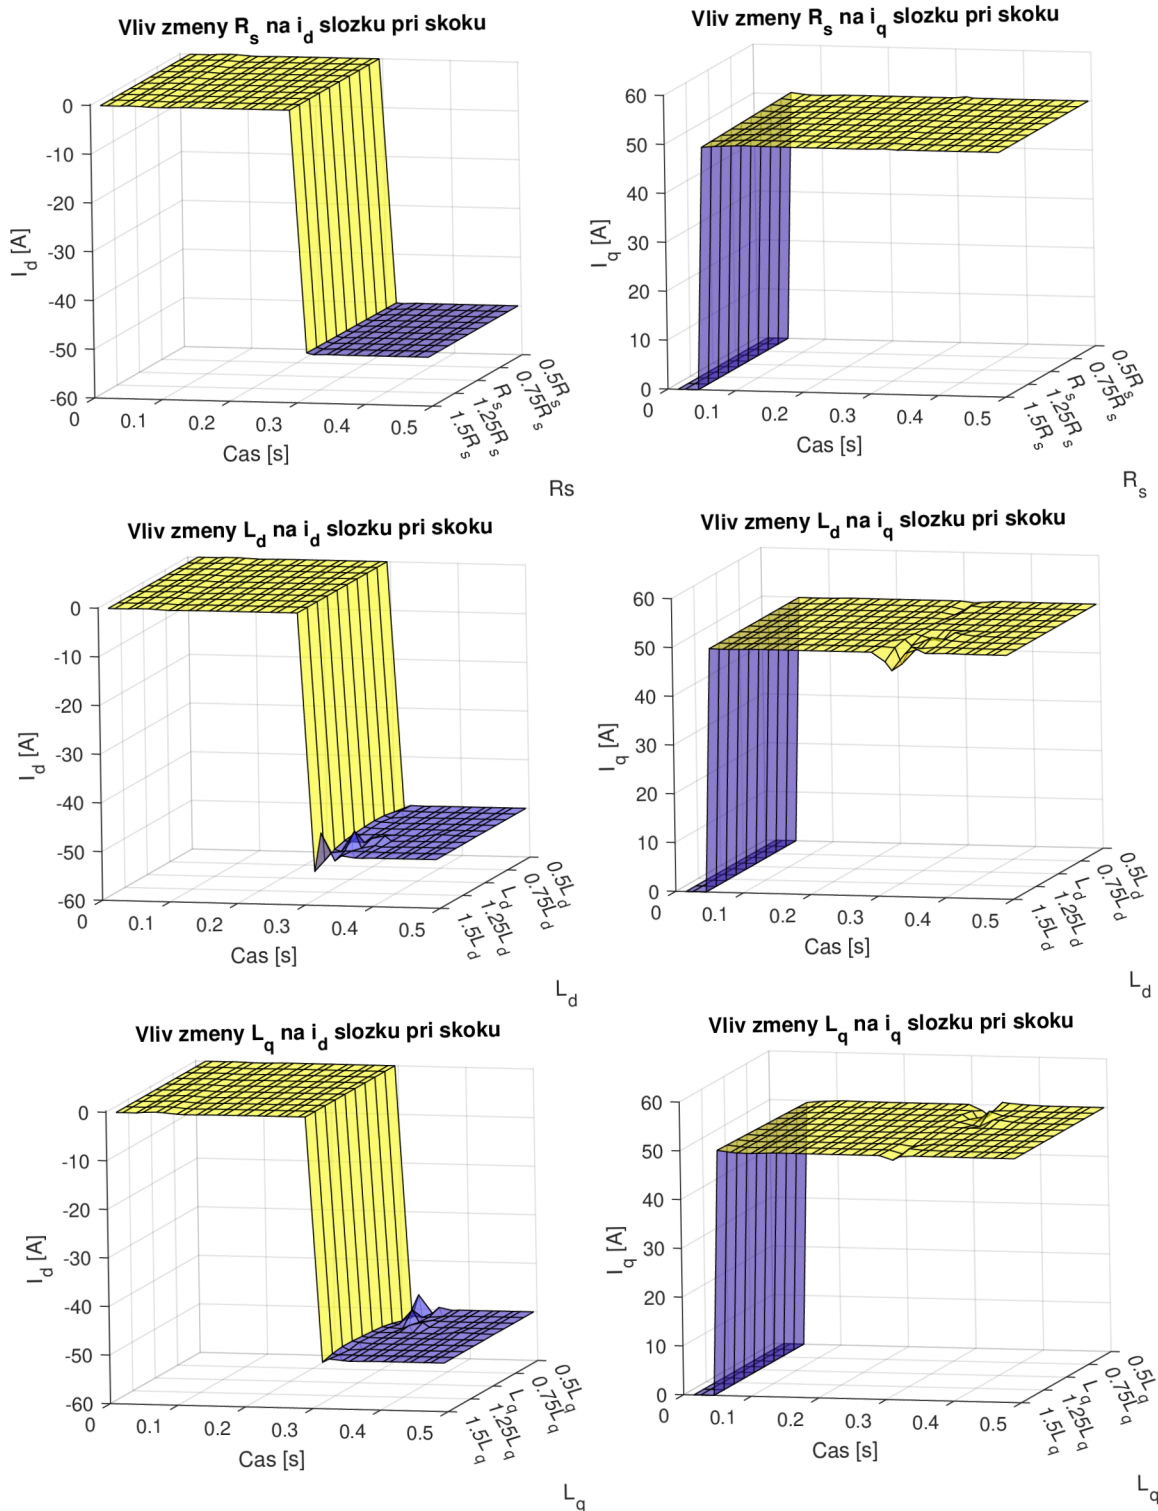 Vliv zmeny R_s na i_d slozku pri skoku
0
-10
-20
-30
-40
-50
-60
I_d [A]
0
0.1
0.2
0.3
0.4
0.5
Cas [s]
0.5R_s
0.75R_s
R_s
1.25R_s
1.5R_s
Rs
Vliv zmeny R_s na i_q slozku pri skoku
60
50
40
30
20
10
0
I_q [A]
0
0.1
0.2
0.3
0.4
0.5
Cas [s]
0.5R_s
0.75R_s
R_s
1.25R_s
1.5R_s
R_s
Vliv zmeny L_d na i_d slozku pri skoku
0
-10
-20
-30
-40
-50
-60
I_d [A]
0
0.1
0.2
0.3
0.4
0.5
Cas [s]
0.5L_d
0.75L_d
L_d
1.25L_d
1.5L_d
L_d
Vliv zmeny L_d na i_q slozku pri skoku
60
50
40
30
20
10
0
I_q [A]
0
0.1
0.2
0.3
0.4
0.5
Cas [s]
0.5L_d
0.75L_d
L_d
1.25L_d
1.5L_d
L_d
Vliv zmeny L_q na i_d slozku pri skoku
0
-10
-20
-30
-40
-50
-60
I_d [A]
0
0.1
0.2
0.3
0.4
0.5
Cas [s]
0.5L_q
0.75L_q
L_q
1.25L_q
1.5L_q
L_q
Vliv zmeny L_q na i_q slozku pri skoku
60
50
40
30
20
10
0
I_q [A]
0
0.1
0.2
0.3
0.4
0.5
Cas [s]
0.5L_q
0.75L_q
L_q
1.25L_q
1.5L_q
L_q